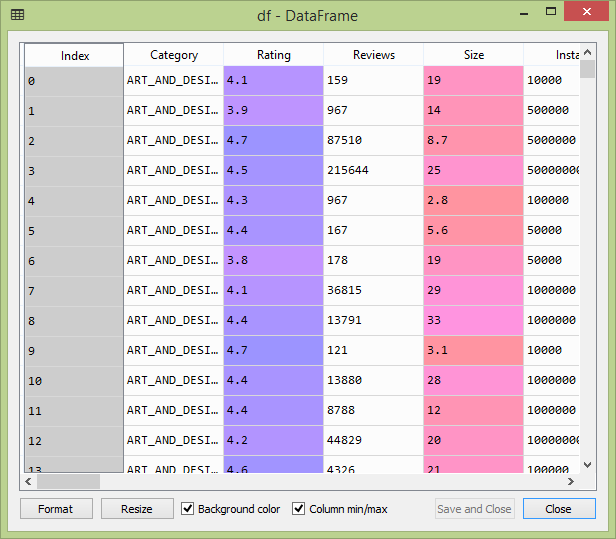 df - DataFrame
Index Category Rating Reviews Size Insta
0 ART_AND_DESI… 4.1 159 19 10000
1 ART_AND_DESI… 3.9 967 14 500000
2 ART_AND_DESI… 4.7 87510 8.7 5000000
3 ART_AND_DESI… 4.5 215644 25 50000000
4 ART_AND_DESI… 4.3 967 2.8 100000
5 ART_AND_DESI… 4.4 167 5.6 50000
6 ART_AND_DESI… 3.8 178 19 50000
7 ART_AND_DESI… 4.1 36815 29 1000000
8 ART_AND_DESI… 4.4 13791 33 1000000
9 ART_AND_DESI… 4.7 121 3.1 10000
10 ART_AND_DESI… 4.4 13880 28 1000000
11 ART_AND_DESI… 4.4 8788 12 1000000
12 ART_AND_DESI… 4.2 44829 20 10000000
13 ART_AND_DESI… 4.6 4326 21 100000
Format Resize Background color Column min/max Save and Close Close